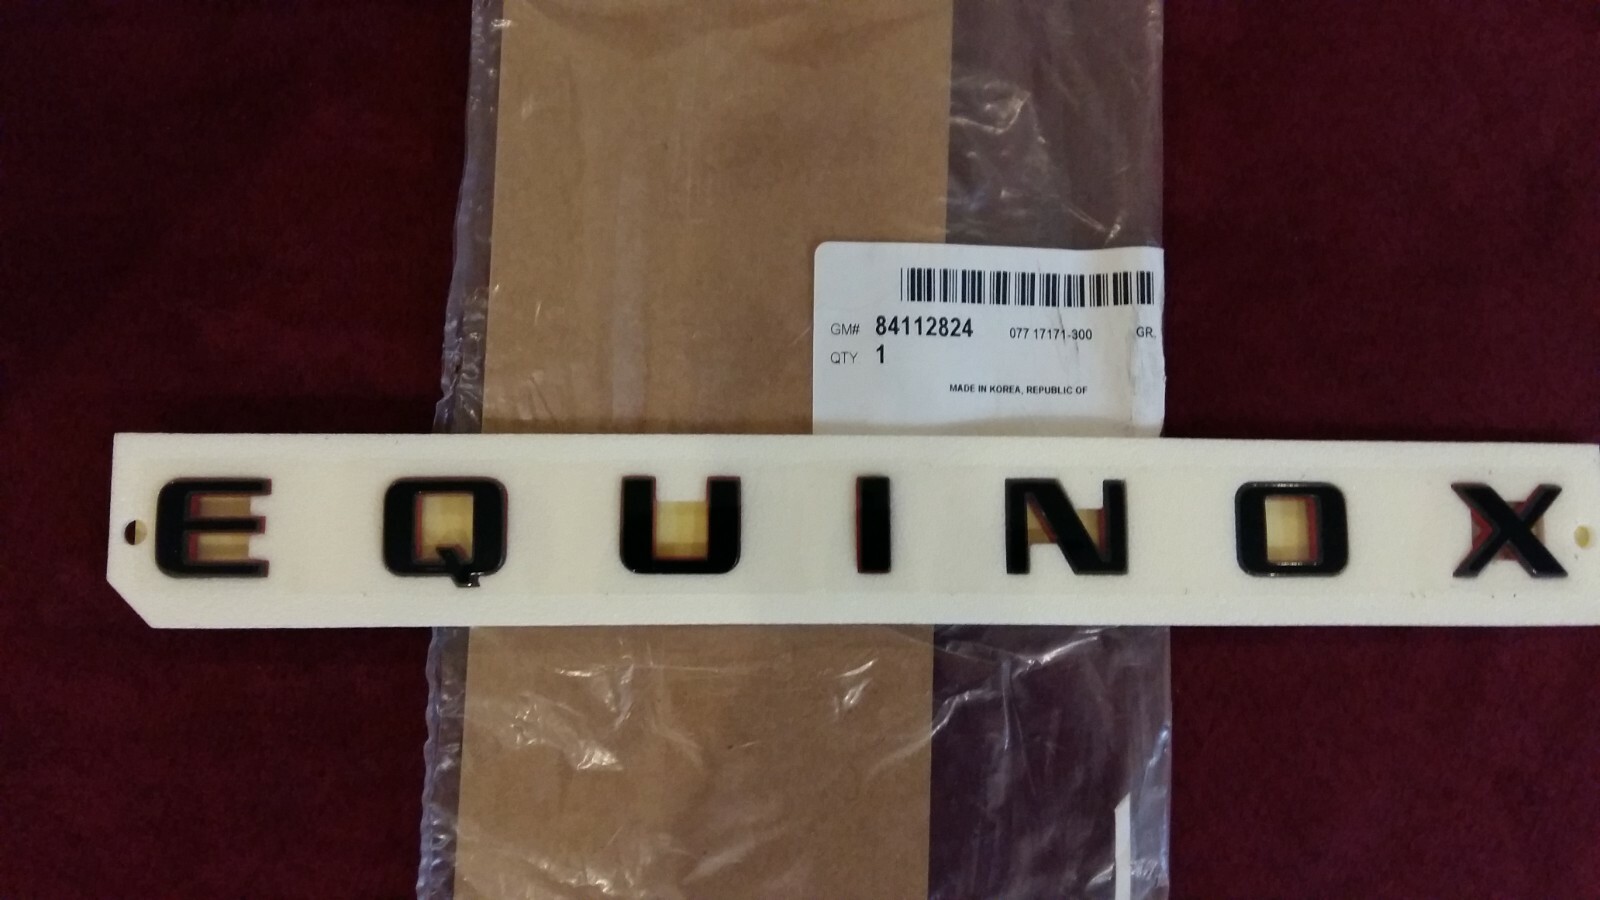 GM# 84112824 077 17171-300 GR.
QTY 1
MADE IN KOREA, REPUBLIC OF
EQUINOX